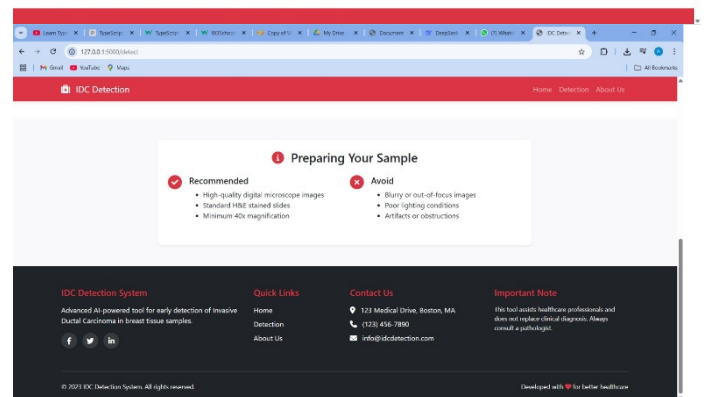 Learn Typ
TypeScrip
TypeScrip
W3Schoo
Copy of U
My Drive
Document
DeepSeek
(7) Whats
IDC Detec
127.0.0.1:5000/detect
Gmail
YouTube
Maps
All Bookmarks
IDC Detection
Home Detection About Us
Preparing Your Sample
Recommended
• High-quality digital microscope images
• Standard H&E stained slides
• Minimum 40x magnification
Avoid
• Blurry or out-of-focus images
• Poor lighting conditions
• Artifacts or obstructions
IDC Detection System
Advanced AI-powered tool for early detection of Invasive
Ductal Carcinoma in breast tissue samples.
Quick Links
Home
Detection
About Us
Contact Us
123 Medical Drive, Boston, MA
(123) 456-7890
info@idcdetection.com
Important Note
This tool assists healthcare professionals and
does not replace clinical diagnosis. Always
consult a pathologist.
© 2023 IDC Detection System. All rights reserved.
Developed with ❤ for better healthcare